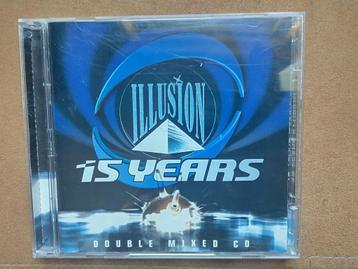 ILLUSION
15 YEARS
DOUBLE MIXED CD